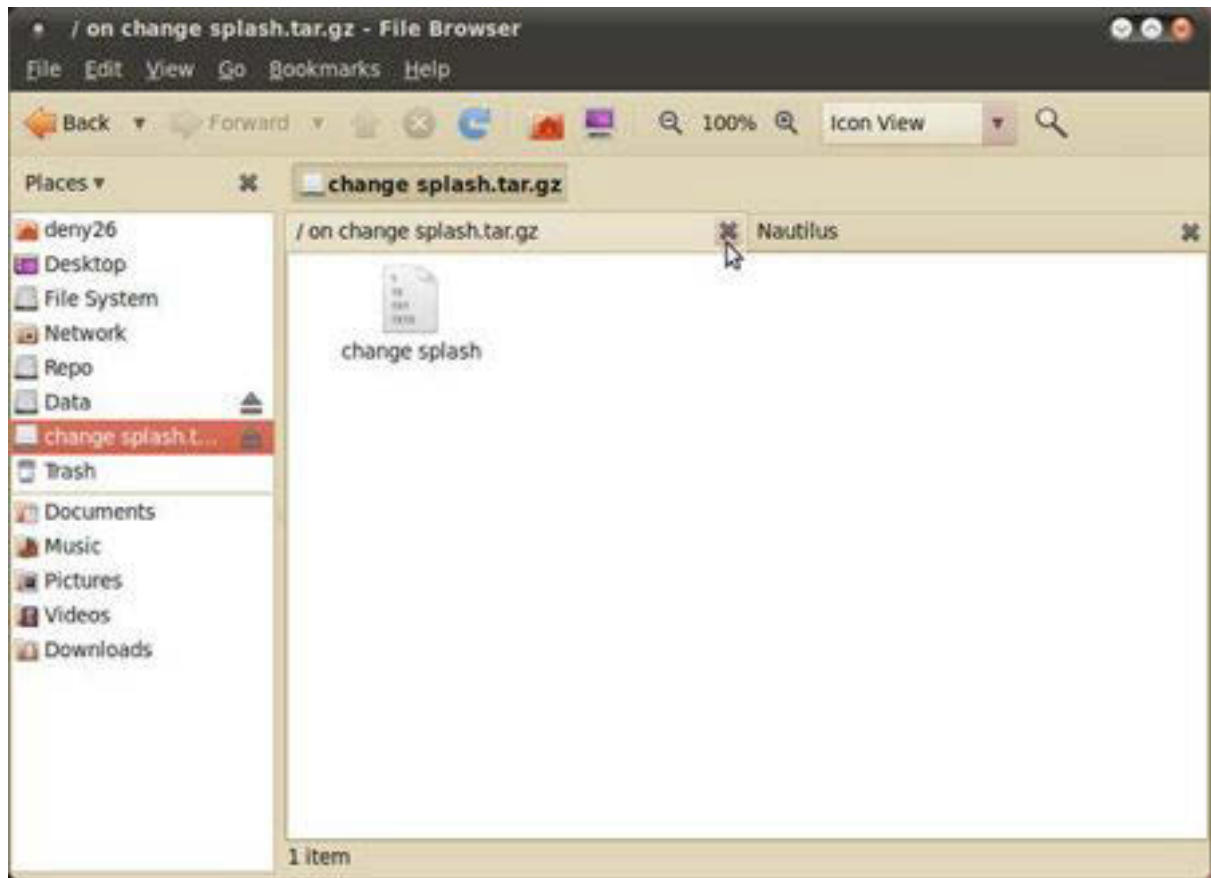 / on change splash.tar.gz - File Browser
File Edit View Go Bookmarks Help
Back Forward 100% Icon View
Places
change splash.tar.gz
deny26
Desktop
File System
Network
Repo
Data
change splash.t...
Trash
Documents
Music
Pictures
Videos
Downloads
/ on change splash.tar.gz
Nautilus
change splash
1 item